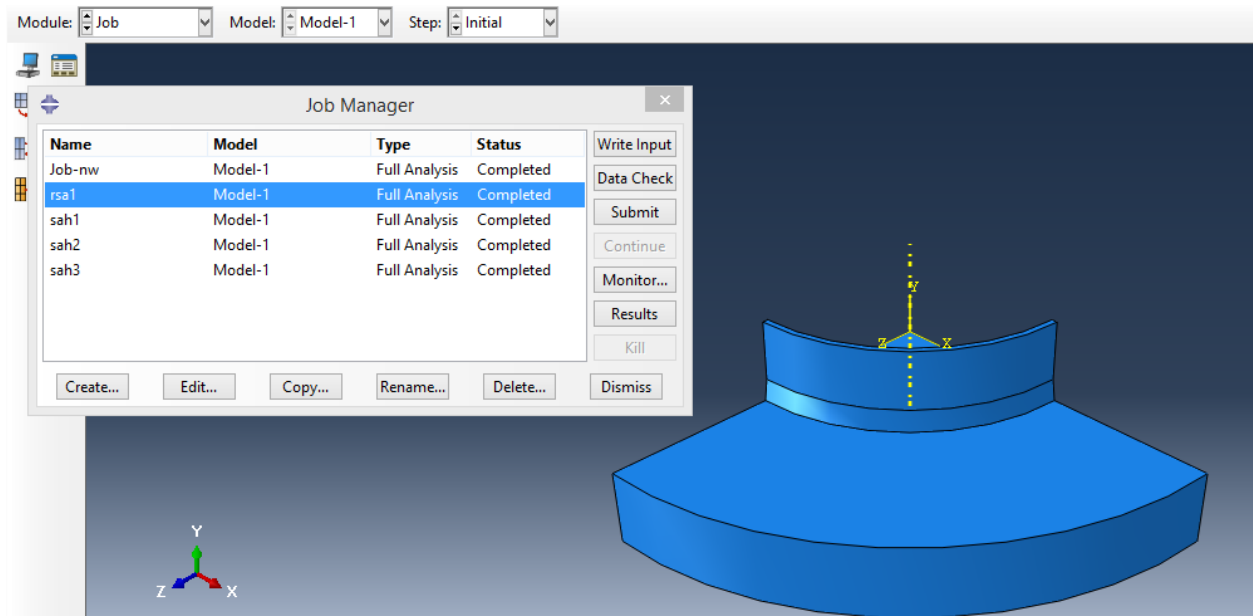 Module: Job Model: Model-1 Step: Initial
Job Manager
Name Model Type Status
Job-nw Model-1 Full Analysis Completed
rsa1 Model-1 Full Analysis Completed
sah1 Model-1 Full Analysis Completed
sah2 Model-1 Full Analysis Completed
sah3 Model-1 Full Analysis Completed
Write Input
Data Check
Submit
Continue
Monitor...
Results
Kill
Create... Edit... Copy... Rename... Delete... Dismiss
Y
Z X
Y
Z X